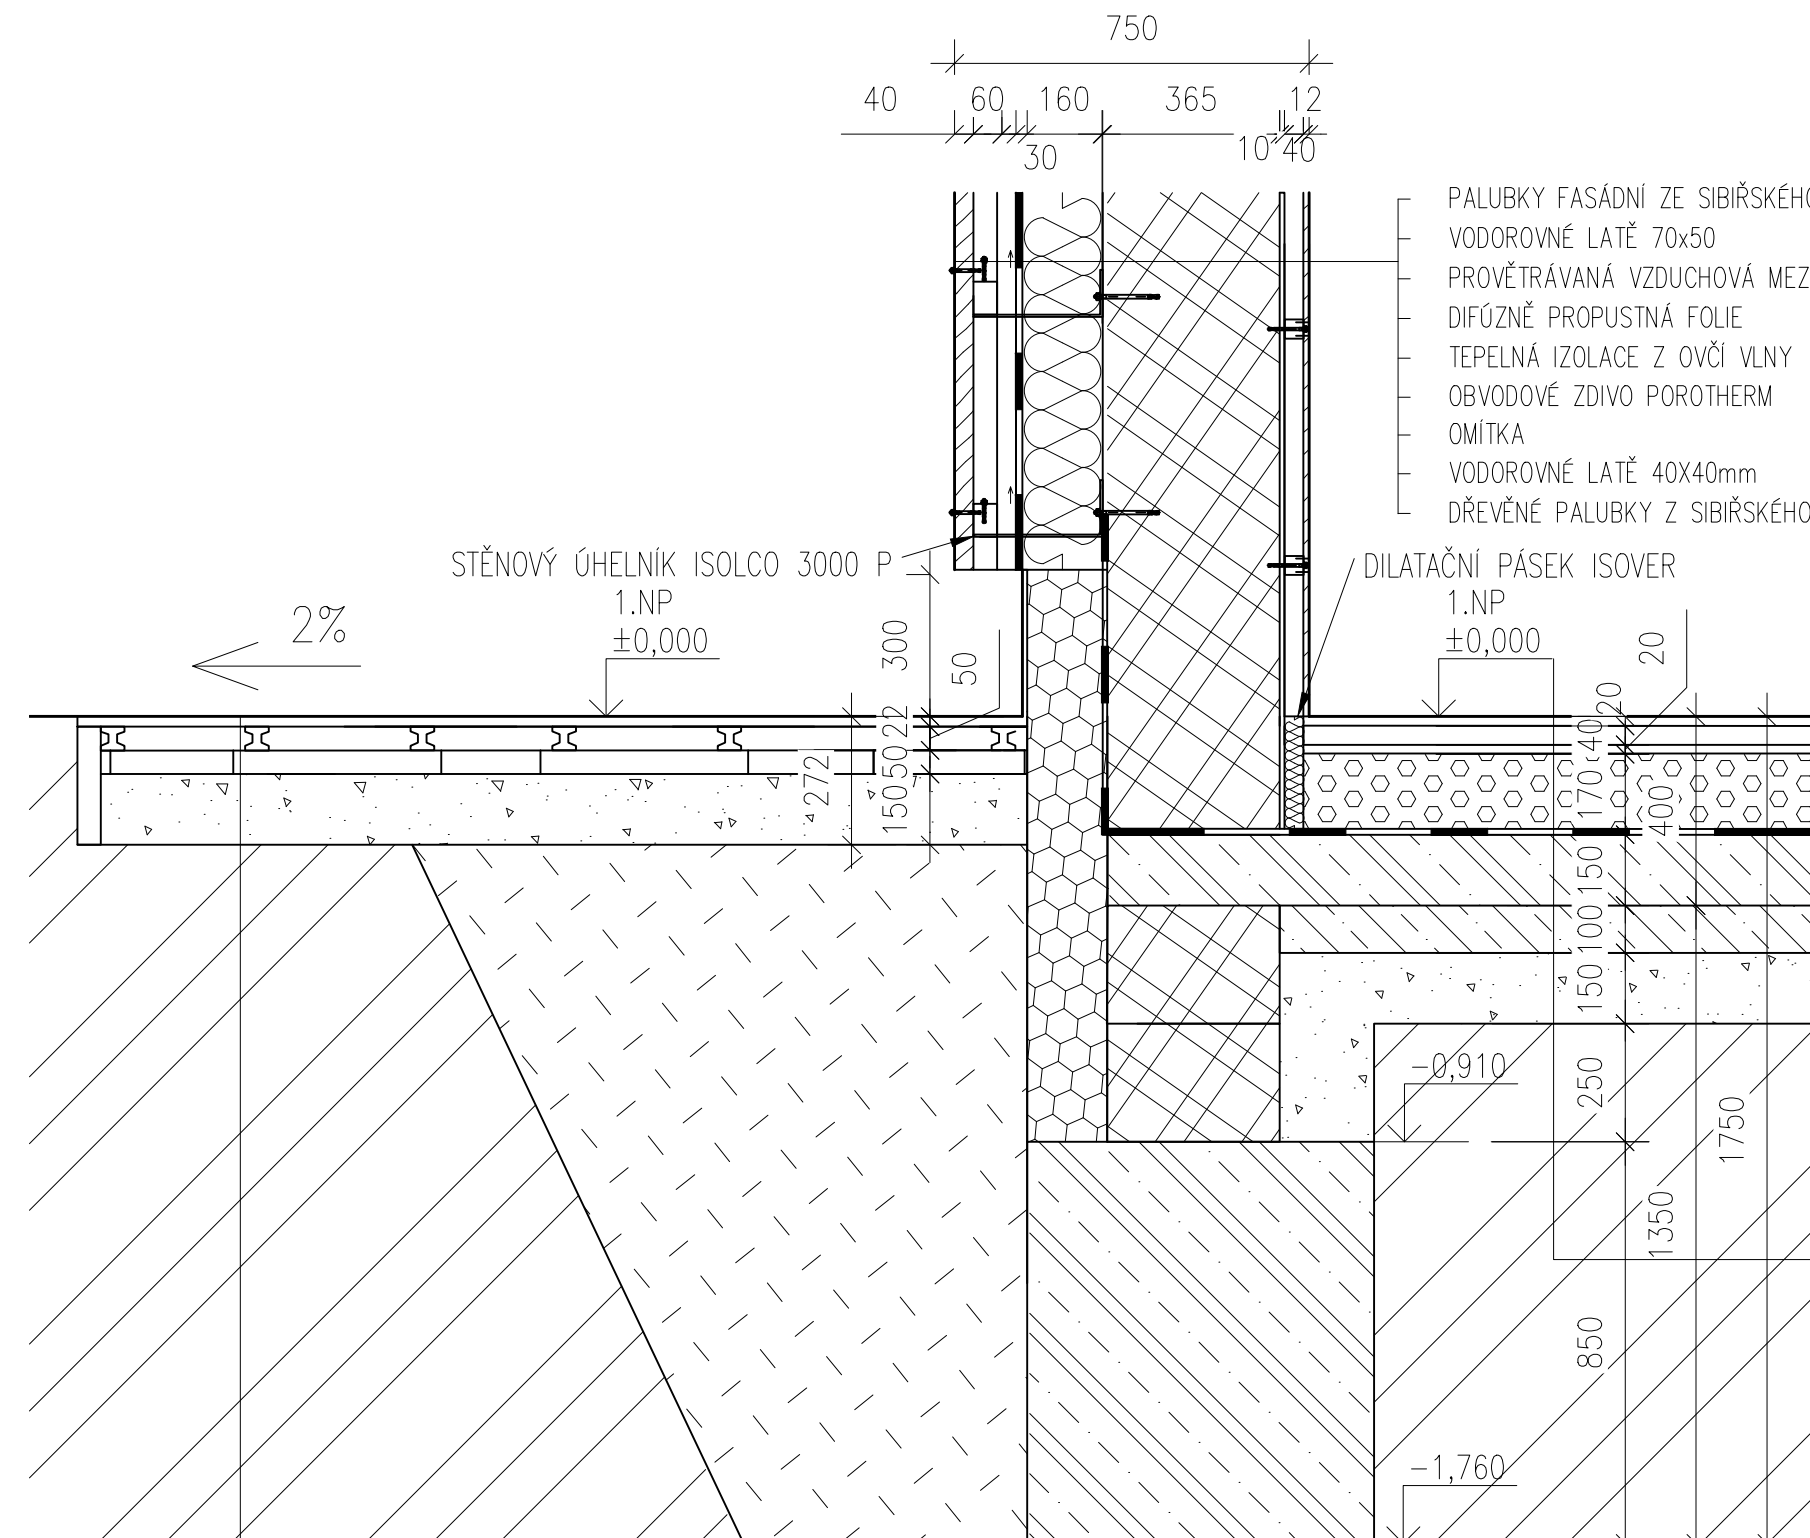 750
40 60 160 365 12
30 10 40
PALUBKY FASÁDNÍ ZE SIBIŘSKÉHO
VODOROVNÉ LATĚ 70x50
PROVĚTRÁVANÁ VZDUCHOVÁ MEZ
DIFÚZNĚ PROPUSTNÁ FOLIE
TEPELNÁ IZOLACE Z OVČÍ VLNY
OBVODOVÉ ZDIVO POROTHERM
OMÍTKA
VODOROVNÉ LATĚ 40X40mm
DŘEVĚNÉ PALUBKY Z SIBIŘSKÉHO
STĚNOVÝ ÚHELNÍK ISOLCO 3000 P
DILATAČNÍ PÁSEK ISOVER
2%
1.NP
±0,000
1.NP
±0,000
300
50
22
50
150
272
20
20
40
170
400
150
100
150
250
-0,910
1750
1350
850
-1,760